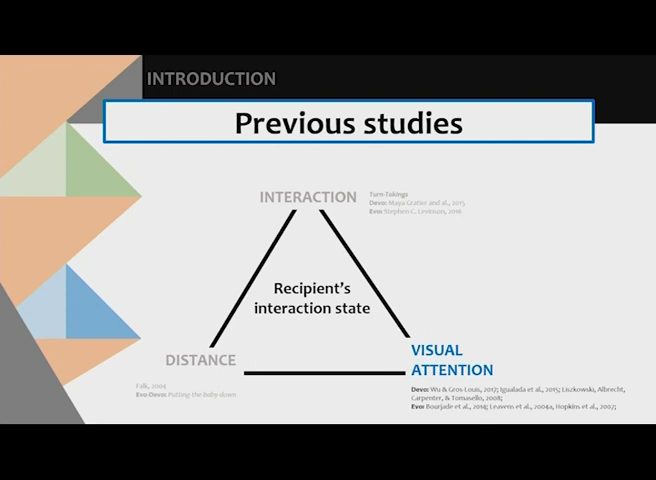 INTRODUCTION
Previous studies
INTERACTION
Turn-Takings
Devo: Maya Gratier and al., 2015
Evo: Stephen C. Levinson, 2016
Recipient's
interaction state
DISTANCE
Falk, 2004
Evo-Devo: Putting the baby down
VISUAL
ATTENTION
Devo: Wu & Gros-Louis, 2017; Igualada et al., 2015; Liszkowski, Albrecht,
Carpenter, & Tomasello, 2008;
Evo: Bourjade et al., 2014; Leavens et al., 2004a, Hopkins et al., 2007;